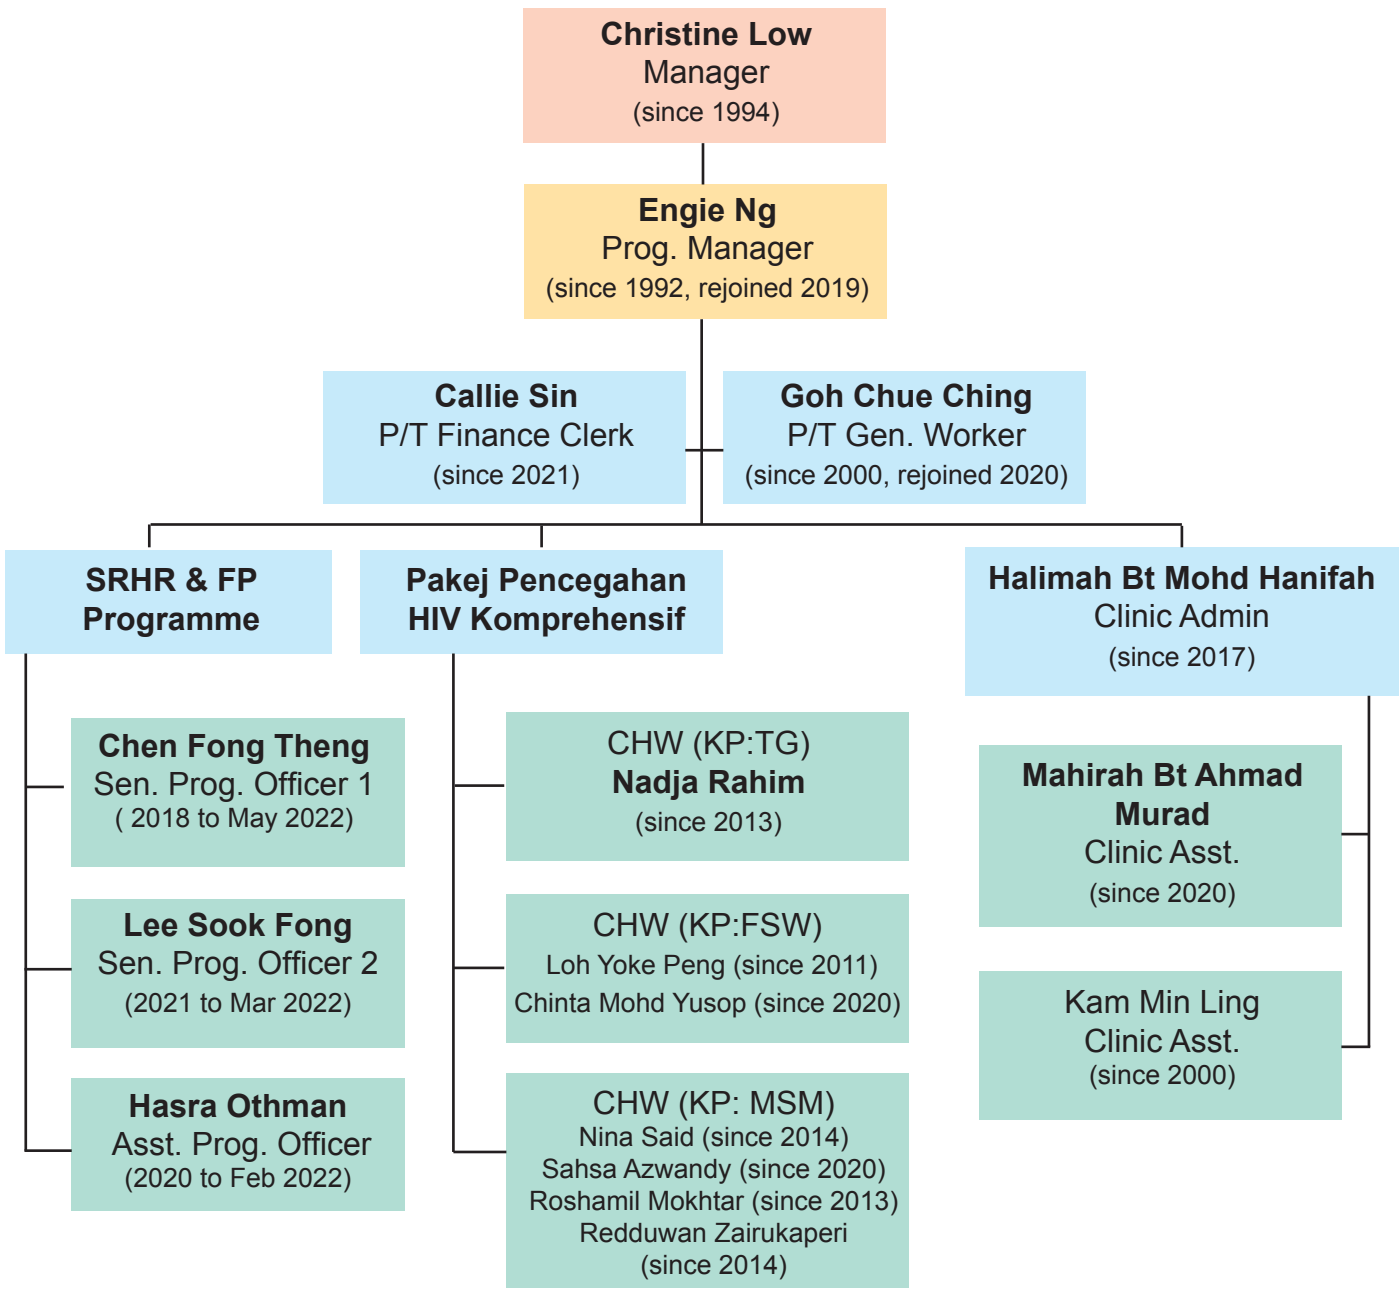 Christine Low
Manager
(since 1994)
Engie Ng
Prog. Manager
(since 1992, rejoined 2019)
Callie Sin
P/T Finance Clerk
(since 2021)
Goh Chue Ching
P/T Gen. Worker
(since 2000, rejoined 2020)
SRHR & FP
Programme
Chen Fong Theng
Sen. Prog. Officer 1
( 2018 to May 2022)
Lee Sook Fong
Sen. Prog. Officer 2
(2021 to Mar 2022)
Hasra Othman
Asst. Prog. Officer
(2020 to Feb 2022)
Pakej Pencegahan
HIV Komprehensif
CHW (KP:TG)
Nadja Rahim
(since 2013)
CHW (KP:FSW)
Loh Yoke Peng (since 2011)
Chinta Mohd Yusop (since 2020)
CHW (KP: MSM)
Nina Said (since 2014)
Sahsa Azwandy (since 2020)
Roshamil Mokhtar (since 2013)
Redduwan Zairukaperi
(since 2014)
Halimah Bt Mohd Hanifah
Clinic Admin
(since 2017)
Mahirah Bt Ahmad
Murad
Clinic Asst.
(since 2020)
Kam Min Ling
Clinic Asst.
(since 2000)